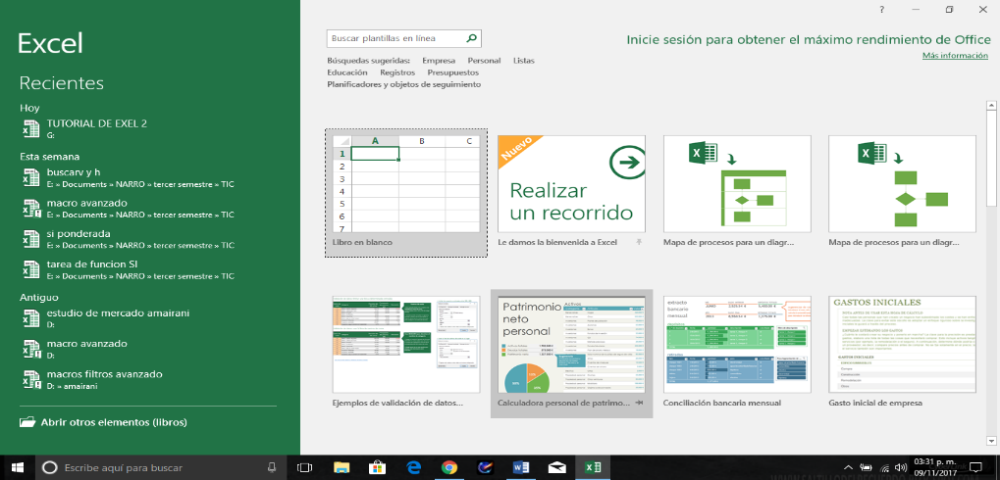 Excel
Recientes
Hoy
TUTORIAL DE EXEL 2
G:
Esta semana
buscarv y h
E: » Documents » NARRO » tercer semestre » TIC
macro avanzado
E: » Documents » NARRO » tercer semestre » TIC
si ponderada
E: » Documents » NARRO » tercer semestre » TIC
tarea de funcion SI
E: » Documents » NARRO » tercer semestre » TIC
Antiguo
estudio de mercado amairani
D:
macro avanzado
D:
macros filtros avanzado
D: » amairani
Abrir otros elementos (libros)
Buscar plantillas en línea
Búsquedas sugeridas: Empresa Personal Listas
Educación Registros Presupuestos
Planificadores y objetos de seguimiento
?
Inicie sesión para obtener el máximo rendimiento de Office
Más información
A B C
1
2
3
4
5
6
7
Libro en blanco
Nuevo
Realizar
un recorrido
Le damos la bienvenida a Excel
Mapa de procesos para un diagr...
Mapa de procesos para un diagr...
Ejemplos de validación de datos...
Patrimonio
neto
personal
Activos
Calculadora personal de patrimo...
extracto
bancario
mensual
retiradas
Conciliación bancaria mensual
GASTOS INICIALES
GASTOS INICIALES
Gasto inicial de empresa
Escribe aquí para buscar
03:31 p. m.
09/11/2017